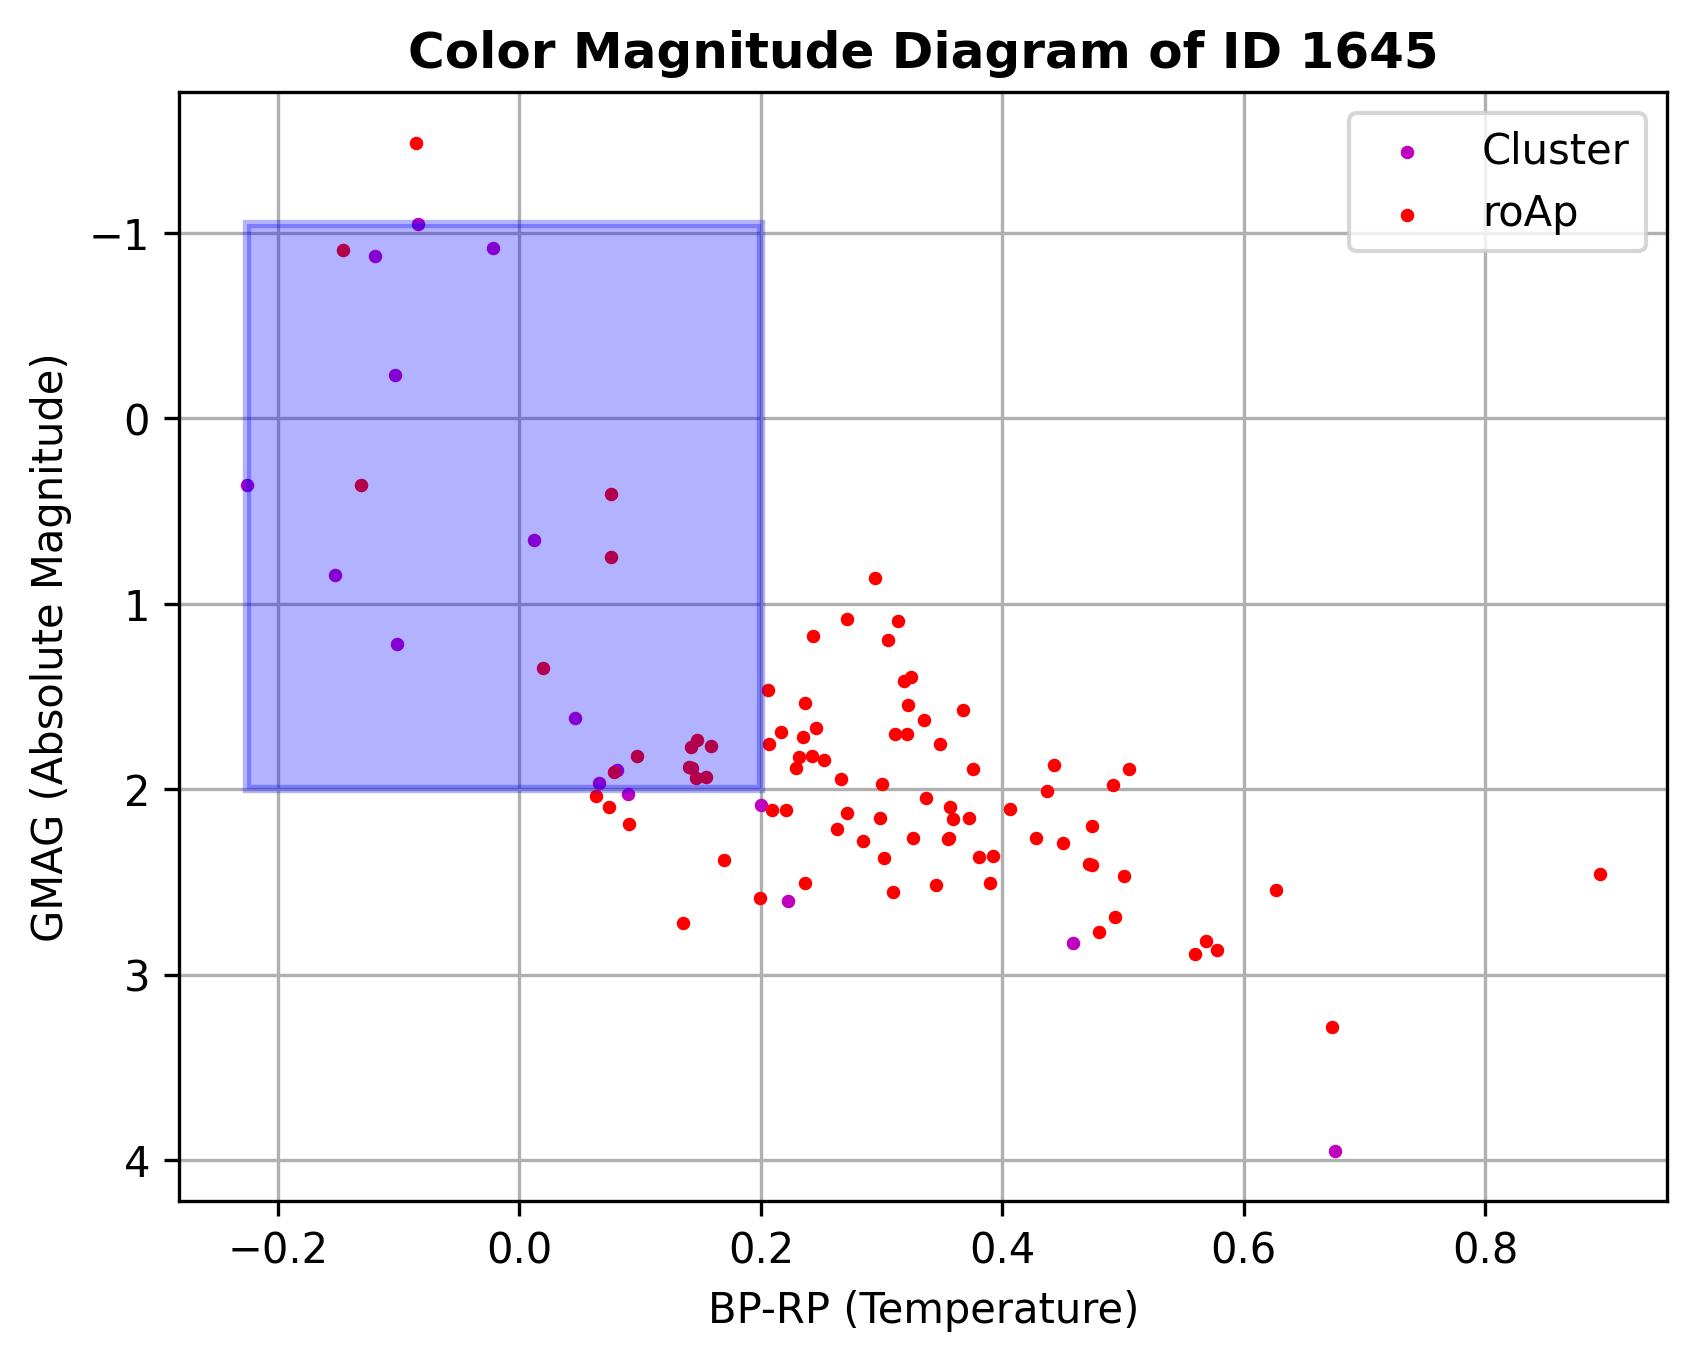 Color Magnitude Diagram of ID 1645
Cluster
roAp
GMAG (Absolute Magnitude)
−1
0
1
2
3
4
−0.2 0.0 0.2 0.4 0.6 0.8
BP-RP (Temperature)